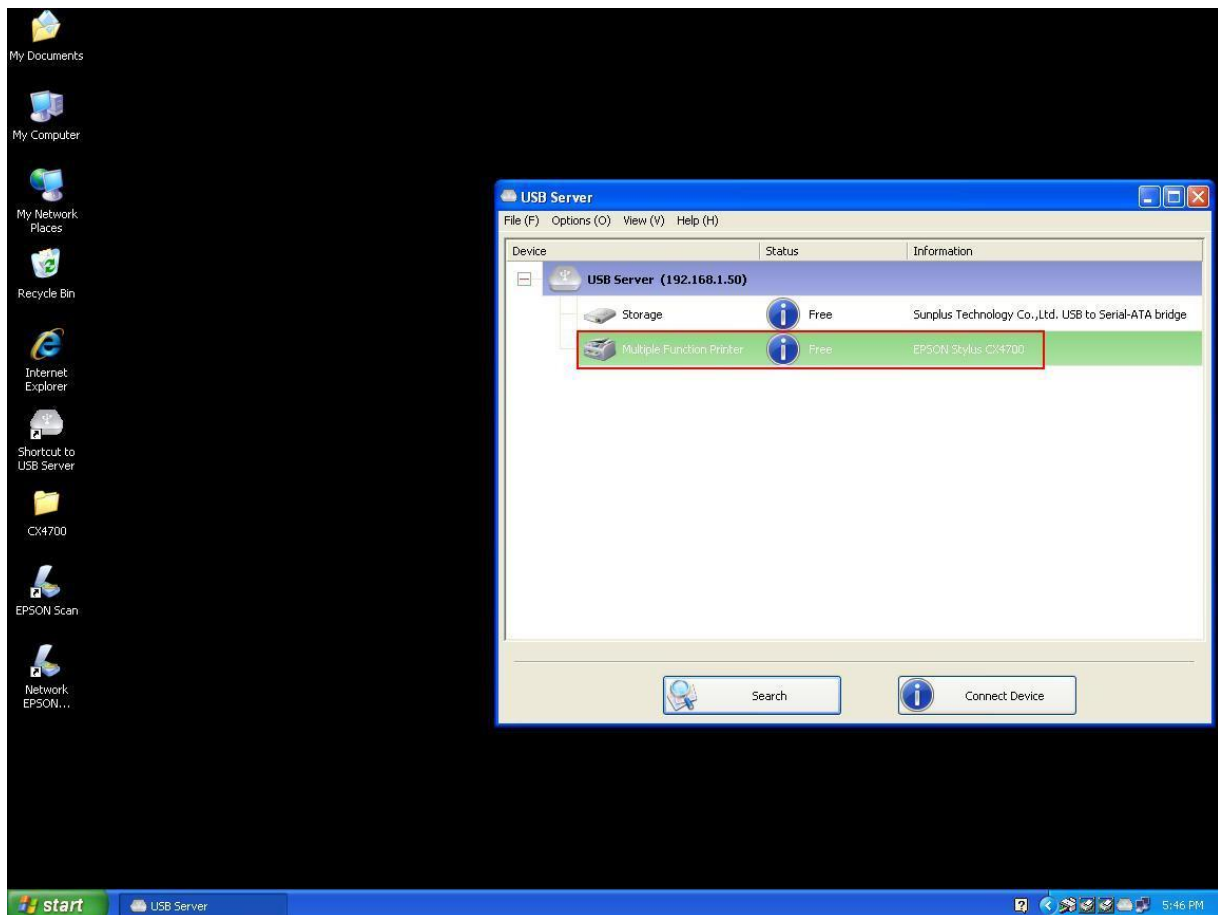 My Documents
My Computer
My Network
Places
Recycle Bin
Internet
Explorer
Shortcut to
USB Server
CX4700
EPSON Scan
Network
EPSON...
USB Server
File (F) Options (O) View (V) Help (H)
Device Status Information
USB Server (192.168.1.50)
Storage Free Sunplus Technology Co.,Ltd. USB to Serial-ATA bridge
Multiple Function Printer Free EPSON Stylus CX4700
Search Connect Device
start USB Server 5:46 PM